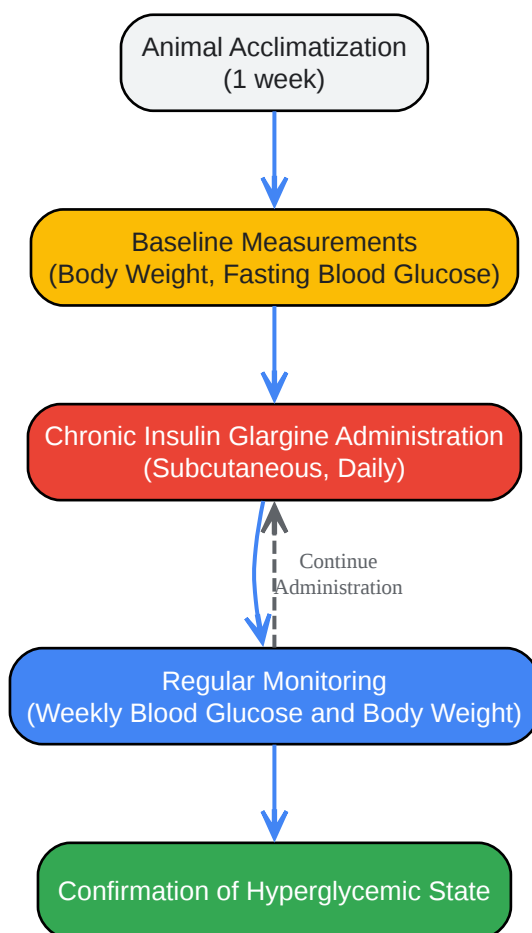 Animal Acclimatization
(1 week)
Baseline Measurements
(Body Weight, Fasting Blood Glucose)
Chronic Insulin Glargine Administration
(Subcutaneous, Daily)
Continue
Administration
Regular Monitoring
(Weekly Blood Glucose and Body Weight)
Confirmation of Hyperglycemic State